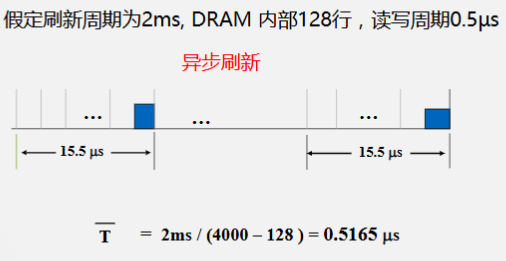 假定刷新周期为2ms, DRAM 内部128行，读写周期0.5μs
异步刷新
... ... ...
15.5 μs 15.5 μs
T = 2ms / (4000 – 128 ) = 0.5165 μs